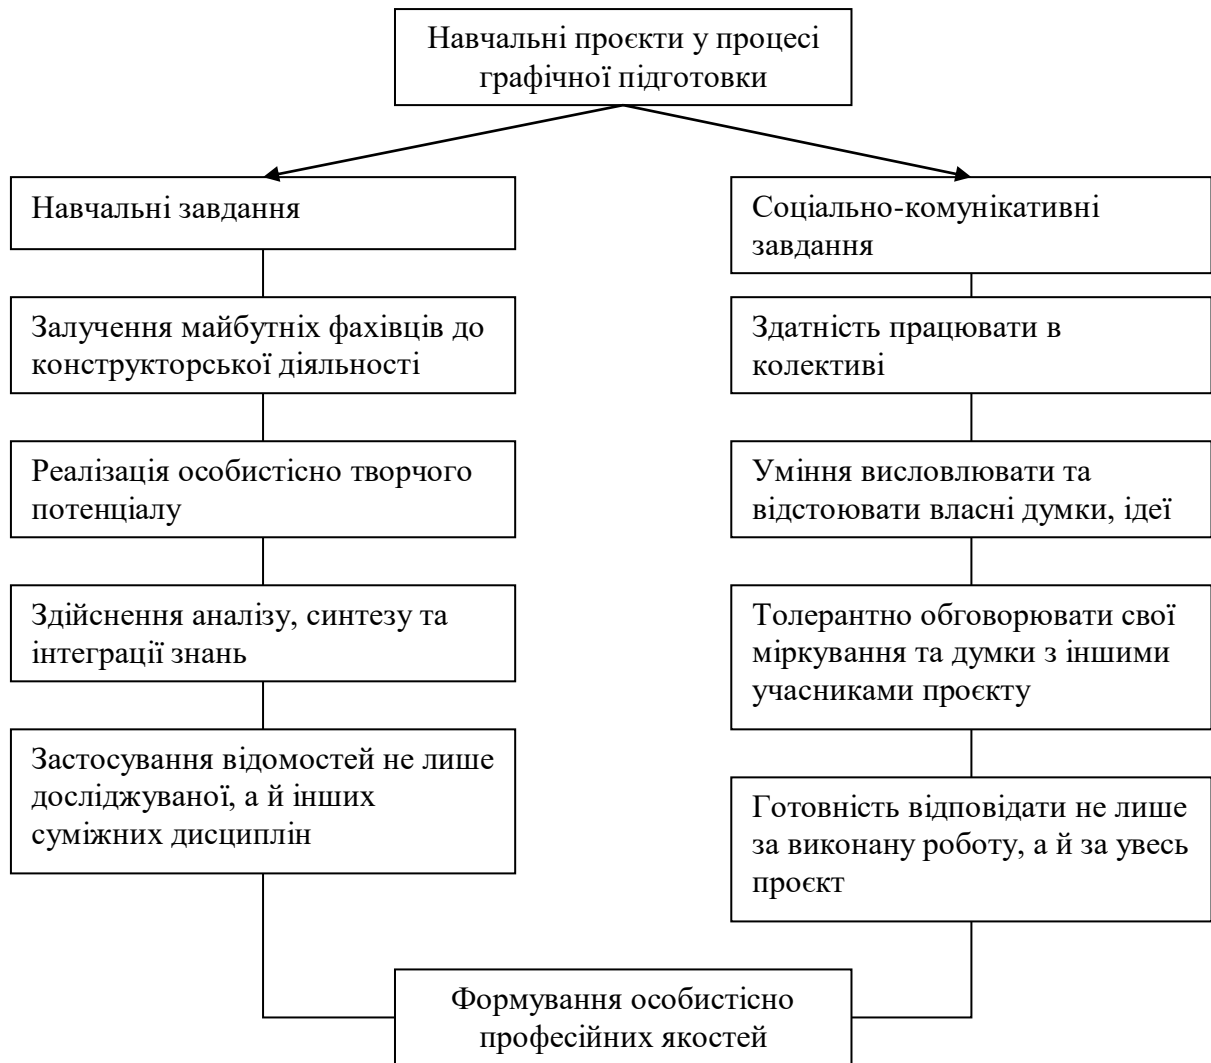 Навчальні проєкти у процесі
графічної підготовки
Навчальні завдання
Залучення майбутніх фахівців до
конструкторської діяльності
Реалізація особистісно творчого
потенціалу
Здійснення аналізу, синтезу та
інтеграції знань
Застосування відомостей не лише
досліджуваної, а й інших
суміжних дисциплін
Соціально-комунікативні
завдання
Здатність працювати в
колективі
Уміння висловлювати та
відстоювати власні думки, ідеї
Толерантно обговорювати свої
міркування та думки з іншими
учасниками проєкту
Готовність відповідати не лише
за виконану роботу, а й за увесь
проєкт
Формування особистісно
професійних якостей